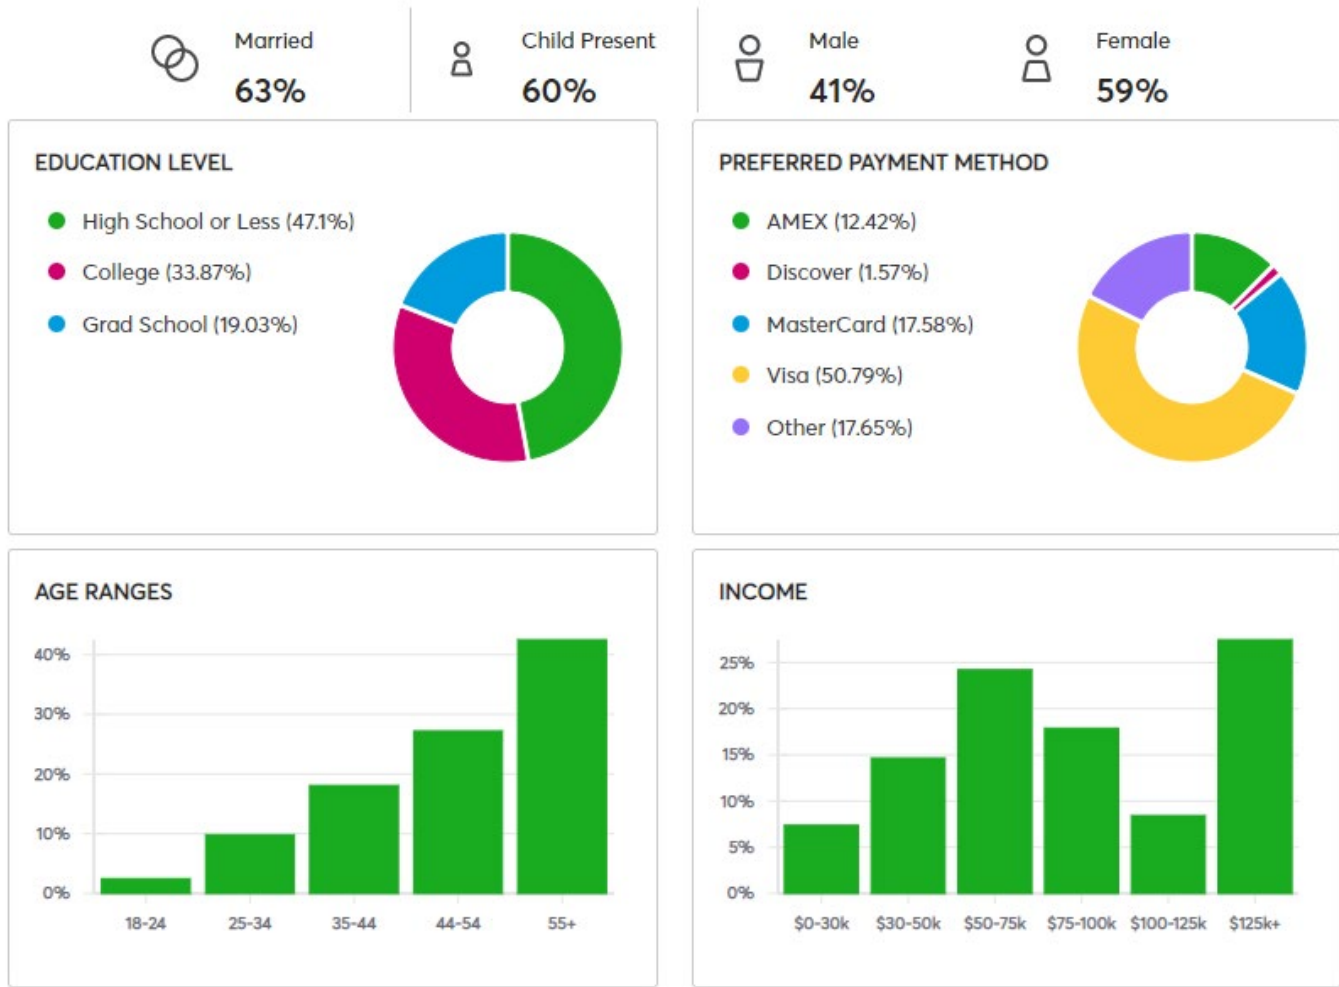 Married
63%
Child Present
60%
Male
41%
Female
59%
EDUCATION LEVEL
High School or Less (47.1%)
College (33.87%)
Grad School (19.03%)
PREFERRED PAYMENT METHOD
AMEX (12.42%)
Discover (1.57%)
MasterCard (17.58%)
Visa (50.79%)
Other (17.65%)
AGE RANGES
40%
30%
20%
10%
0%
18-24 25-34 35-44 44-54 55+
INCOME
25%
20%
15%
10%
5%
0%
$0-30k $30-50k $50-75k $75-100k $100-125k $125k+